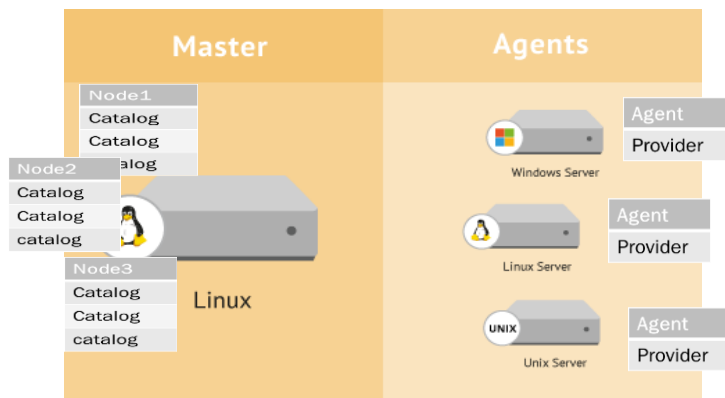 Master
Agents
Node1
Catalog
Catalog
alog
Node2
Catalog
Catalog
catalog
Node3
Catalog
Catalog
catalog
Linux
Windows Server
Agent
Provider
Linux Server
Agent
Provider
UNIX
Unix Server
Agent
Provider